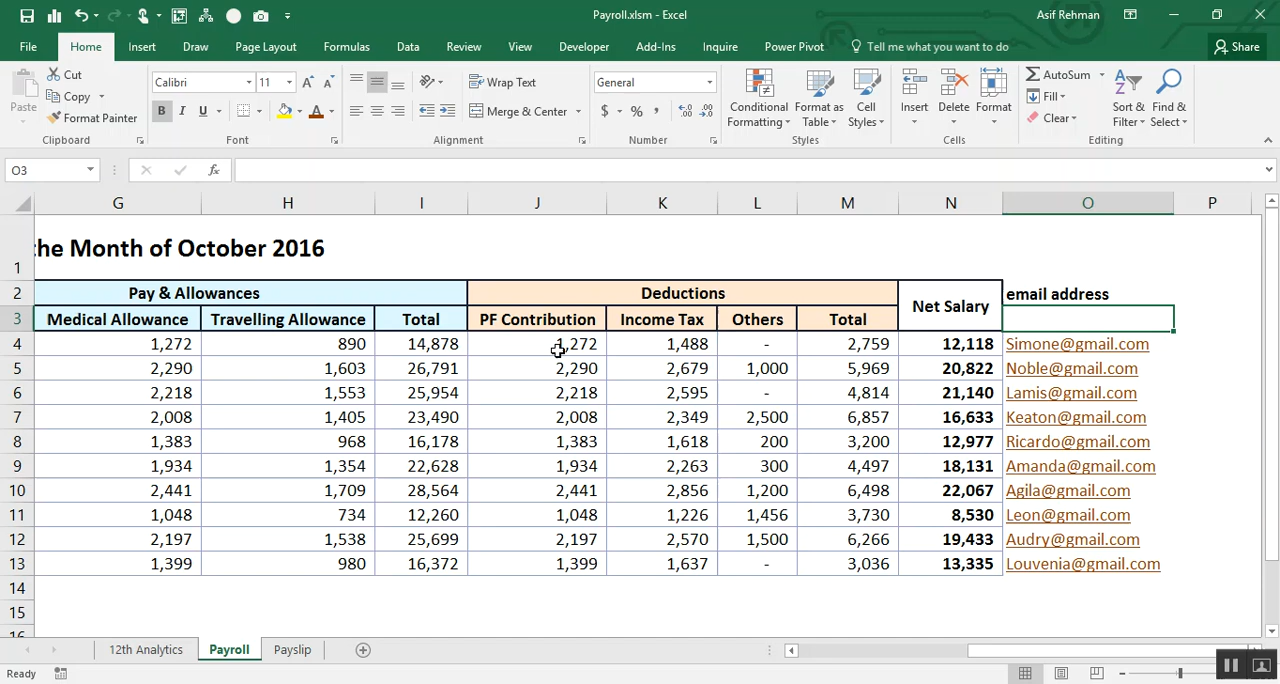 Payroll.xlsm - Excel
Asif Rehman
File Home Insert Draw Page Layout Formulas Data Review View Developer Add-Ins Inquire Power Pivot Tell me what you want to do Share
Paste
Cut
Copy
Format Painter
Clipboard
Calibri 11
B I U A
Font
Wrap Text
Merge & Center
Alignment
General
$ % ,
Number
Conditional Formatting
Format as Table
Cell Styles
Styles
Insert Delete Format
Cells
AutoSum
Fill
Clear
Sort & Filter
Find & Select
Editing
O3 fx
G H I J K L M N O P
1 the Month of October 2016
2 Pay & Allowances Deductions Net Salary email address
3 Medical Allowance Travelling Allowance Total PF Contribution Income Tax Others Total
4 1,272 890 14,878 1,272 1,488 - 2,759 12,118 Simone@gmail.com
5 2,290 1,603 26,791 2,290 2,679 1,000 5,969 20,822 Noble@gmail.com
6 2,218 1,553 25,954 2,218 2,595 - 4,814 21,140 Lamis@gmail.com
7 2,008 1,405 23,490 2,008 2,349 2,500 6,857 16,633 Keaton@gmail.com
8 1,383 968 16,178 1,383 1,618 200 3,200 12,977 Ricardo@gmail.com
9 1,934 1,354 22,628 1,934 2,263 300 4,497 18,131 Amanda@gmail.com
10 2,441 1,709 28,564 2,441 2,856 1,200 6,498 22,067 Agila@gmail.com
11 1,048 734 12,260 1,048 1,226 1,456 3,730 8,530 Leon@gmail.com
12 2,197 1,538 25,699 2,197 2,570 1,500 6,266 19,433 Audry@gmail.com
13 1,399 980 16,372 1,399 1,637 - 3,036 13,335 Louvenia@gmail.com
14
15
16
12th Analytics Payroll Payslip
Ready